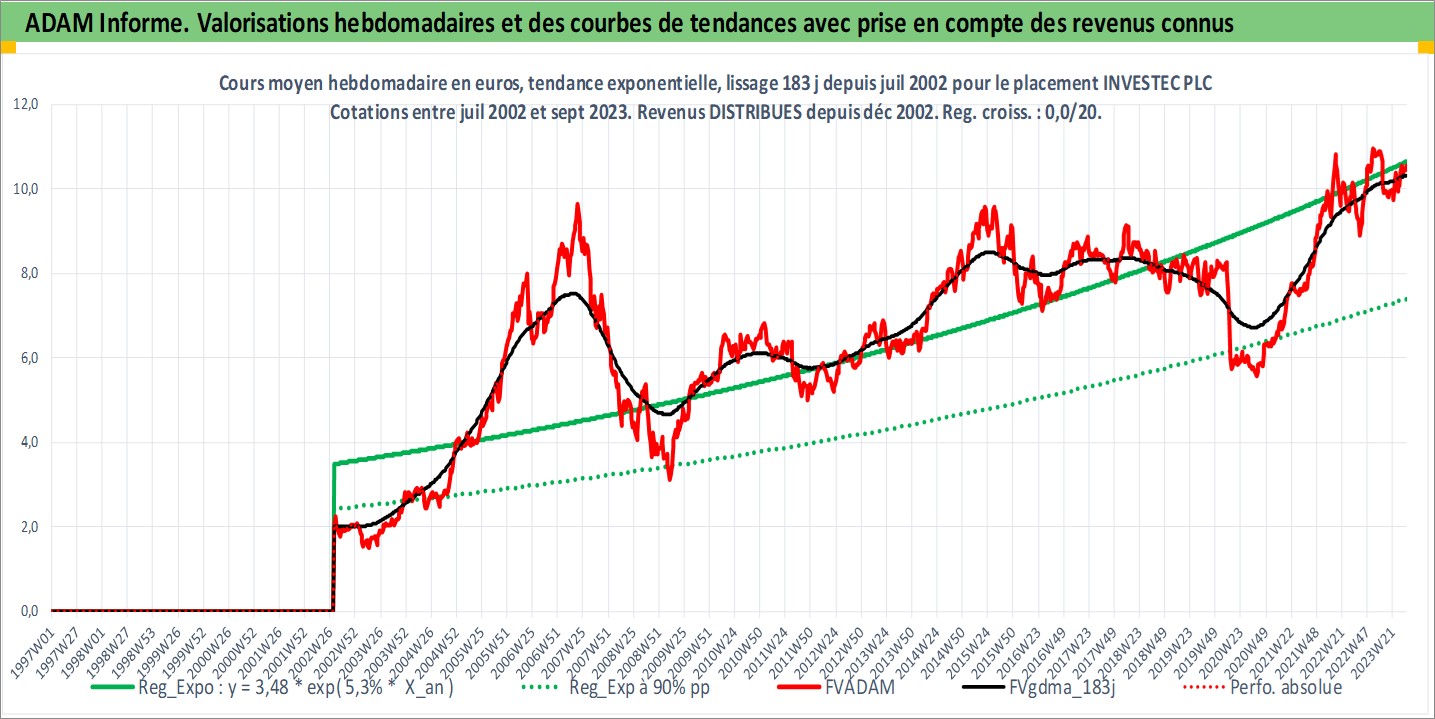 ADAM Informe. Valorisations hebdomadaires et des courbes de tendances avec prise en compte des revenus connus
Cours moyen hebdomadaire en euros, tendance exponentielle, lissage 183 j depuis juil 2002 pour le placement INVESTEC PLC
Cotations entre juil 2002 et sept 2023. Revenus DISTRIBUES depuis déc 2002. Reg. croiss. : 0,0/20.
12,0
10,0
8,0
6,0
4,0
2,0
0,0
1997W01 1997W27 1998W01 1998W27 1998W53 1999W26 1999W52 2000W26 2000W52 2001W26 2001W52 2002W26 2002W52 2003W26 2003W52 2004W26 2004W52 2005W25 2005W51 2006W25 2006W51 2007W25 2007W51 2008W25 2008W51 2009W25 2009W51 2010W24 2010W50 2011W24 2011W50 2012W24 2012W50 2013W24 2013W50 2014W24 2014W50 2015W24 2015W50 2016W23 2016W49 2017W23 2017W49 2018W23 2018W49 2019W23 2019W49 2020W23 2020W49 2021W22 2021W48 2022W21 2022W47 2023W21
Reg_Expo : y = 3,48 * exp( 5,3% * X_an ) Reg_Exp à 90% pp FVADAM FVgdma_183j Perfo. absolue